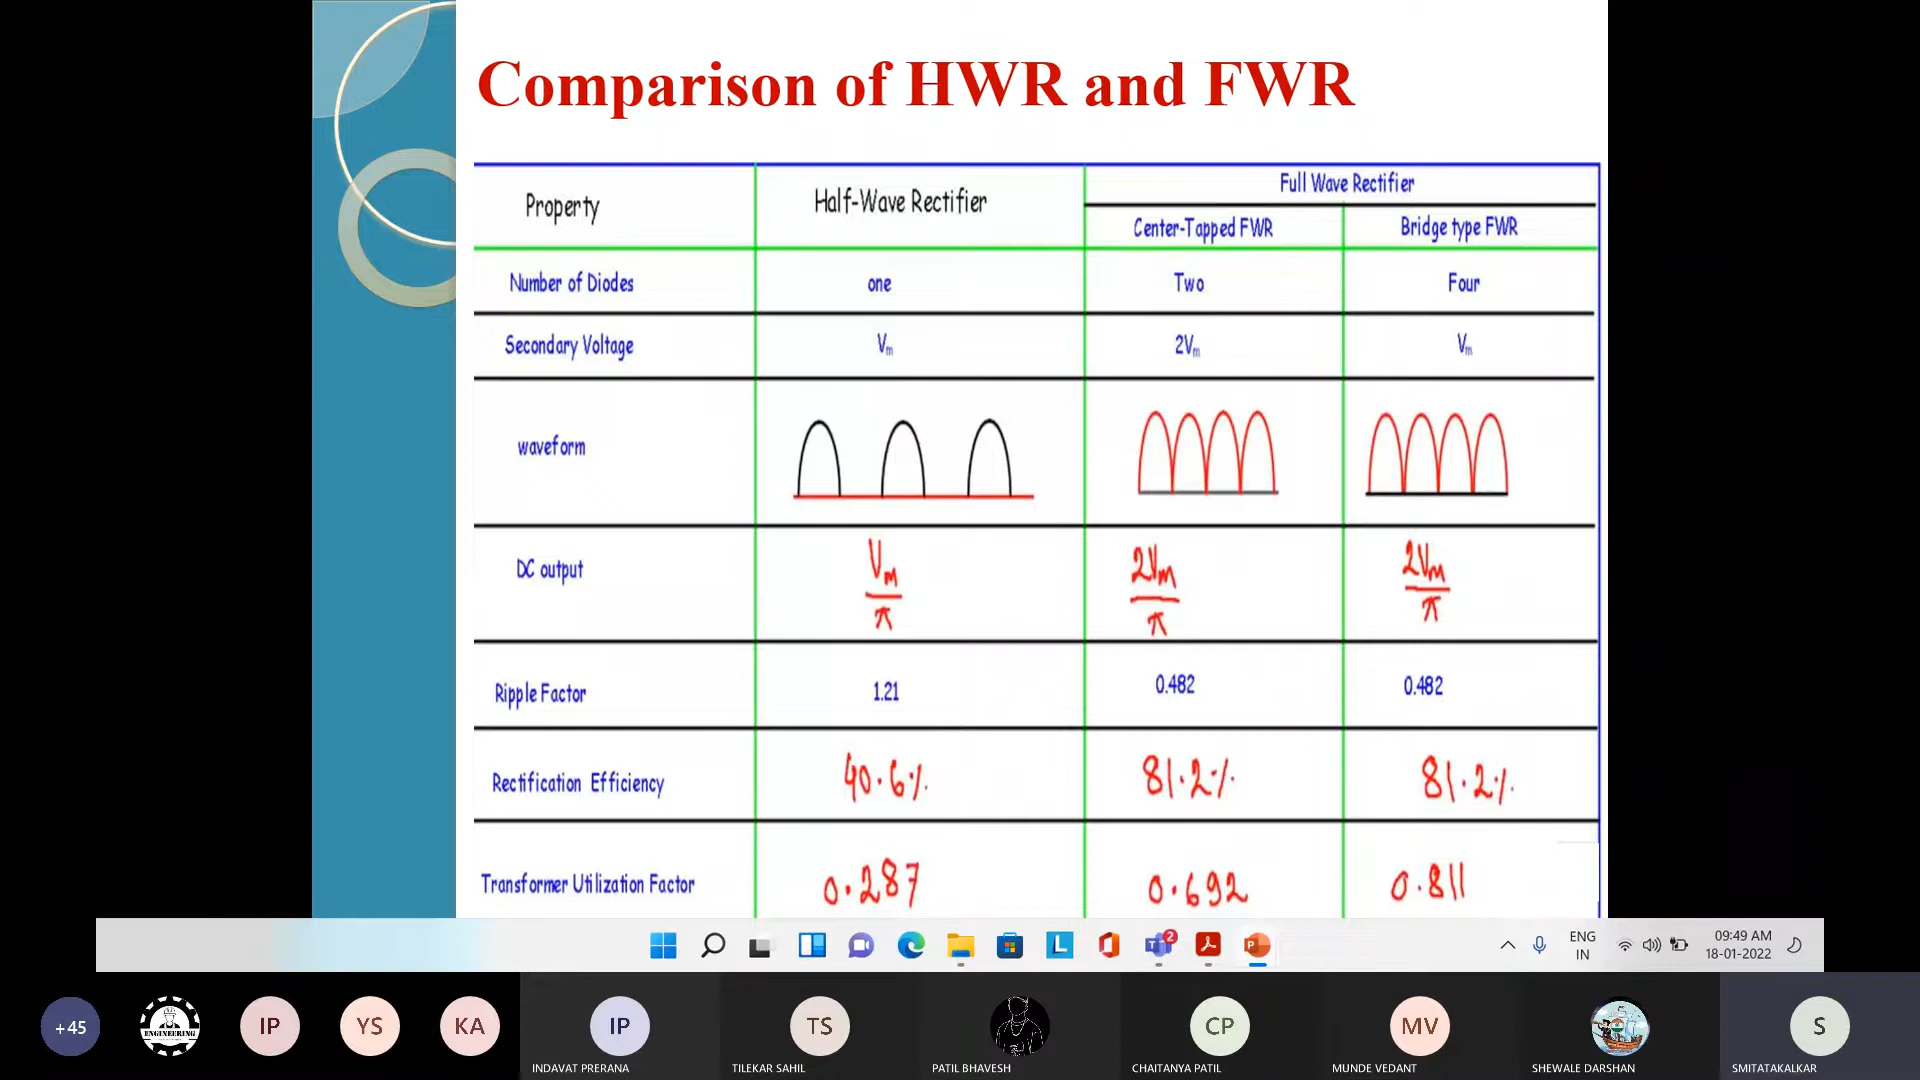 Comparison of HWR and FWR
Property Half-Wave Rectifier Full Wave Rectifier
Center-Tapped FWR Bridge type FWR
Number of Diodes one Two Four
Secondary Voltage Vm 2Vm Vm
waveform
DC output Vm/π 2Vm/π 2Vm/π
Ripple Factor 1.21 0.482 0.482
Rectification Efficiency 40.6% 81.2% 81.2%
Transformer Utilization Factor 0.287 0.692 0.811
2
ENG
IN
09:49 AM
18-01-2022
+45 ENGINEERING IP YS KA IP TS CP MV S
INDAVAT PRERANA TILEKAR SAHIL PATIL BHAVESH CHAITANYA PATIL MUNDE VEDANT SHEWALE DARSHAN SMITATAKALKAR